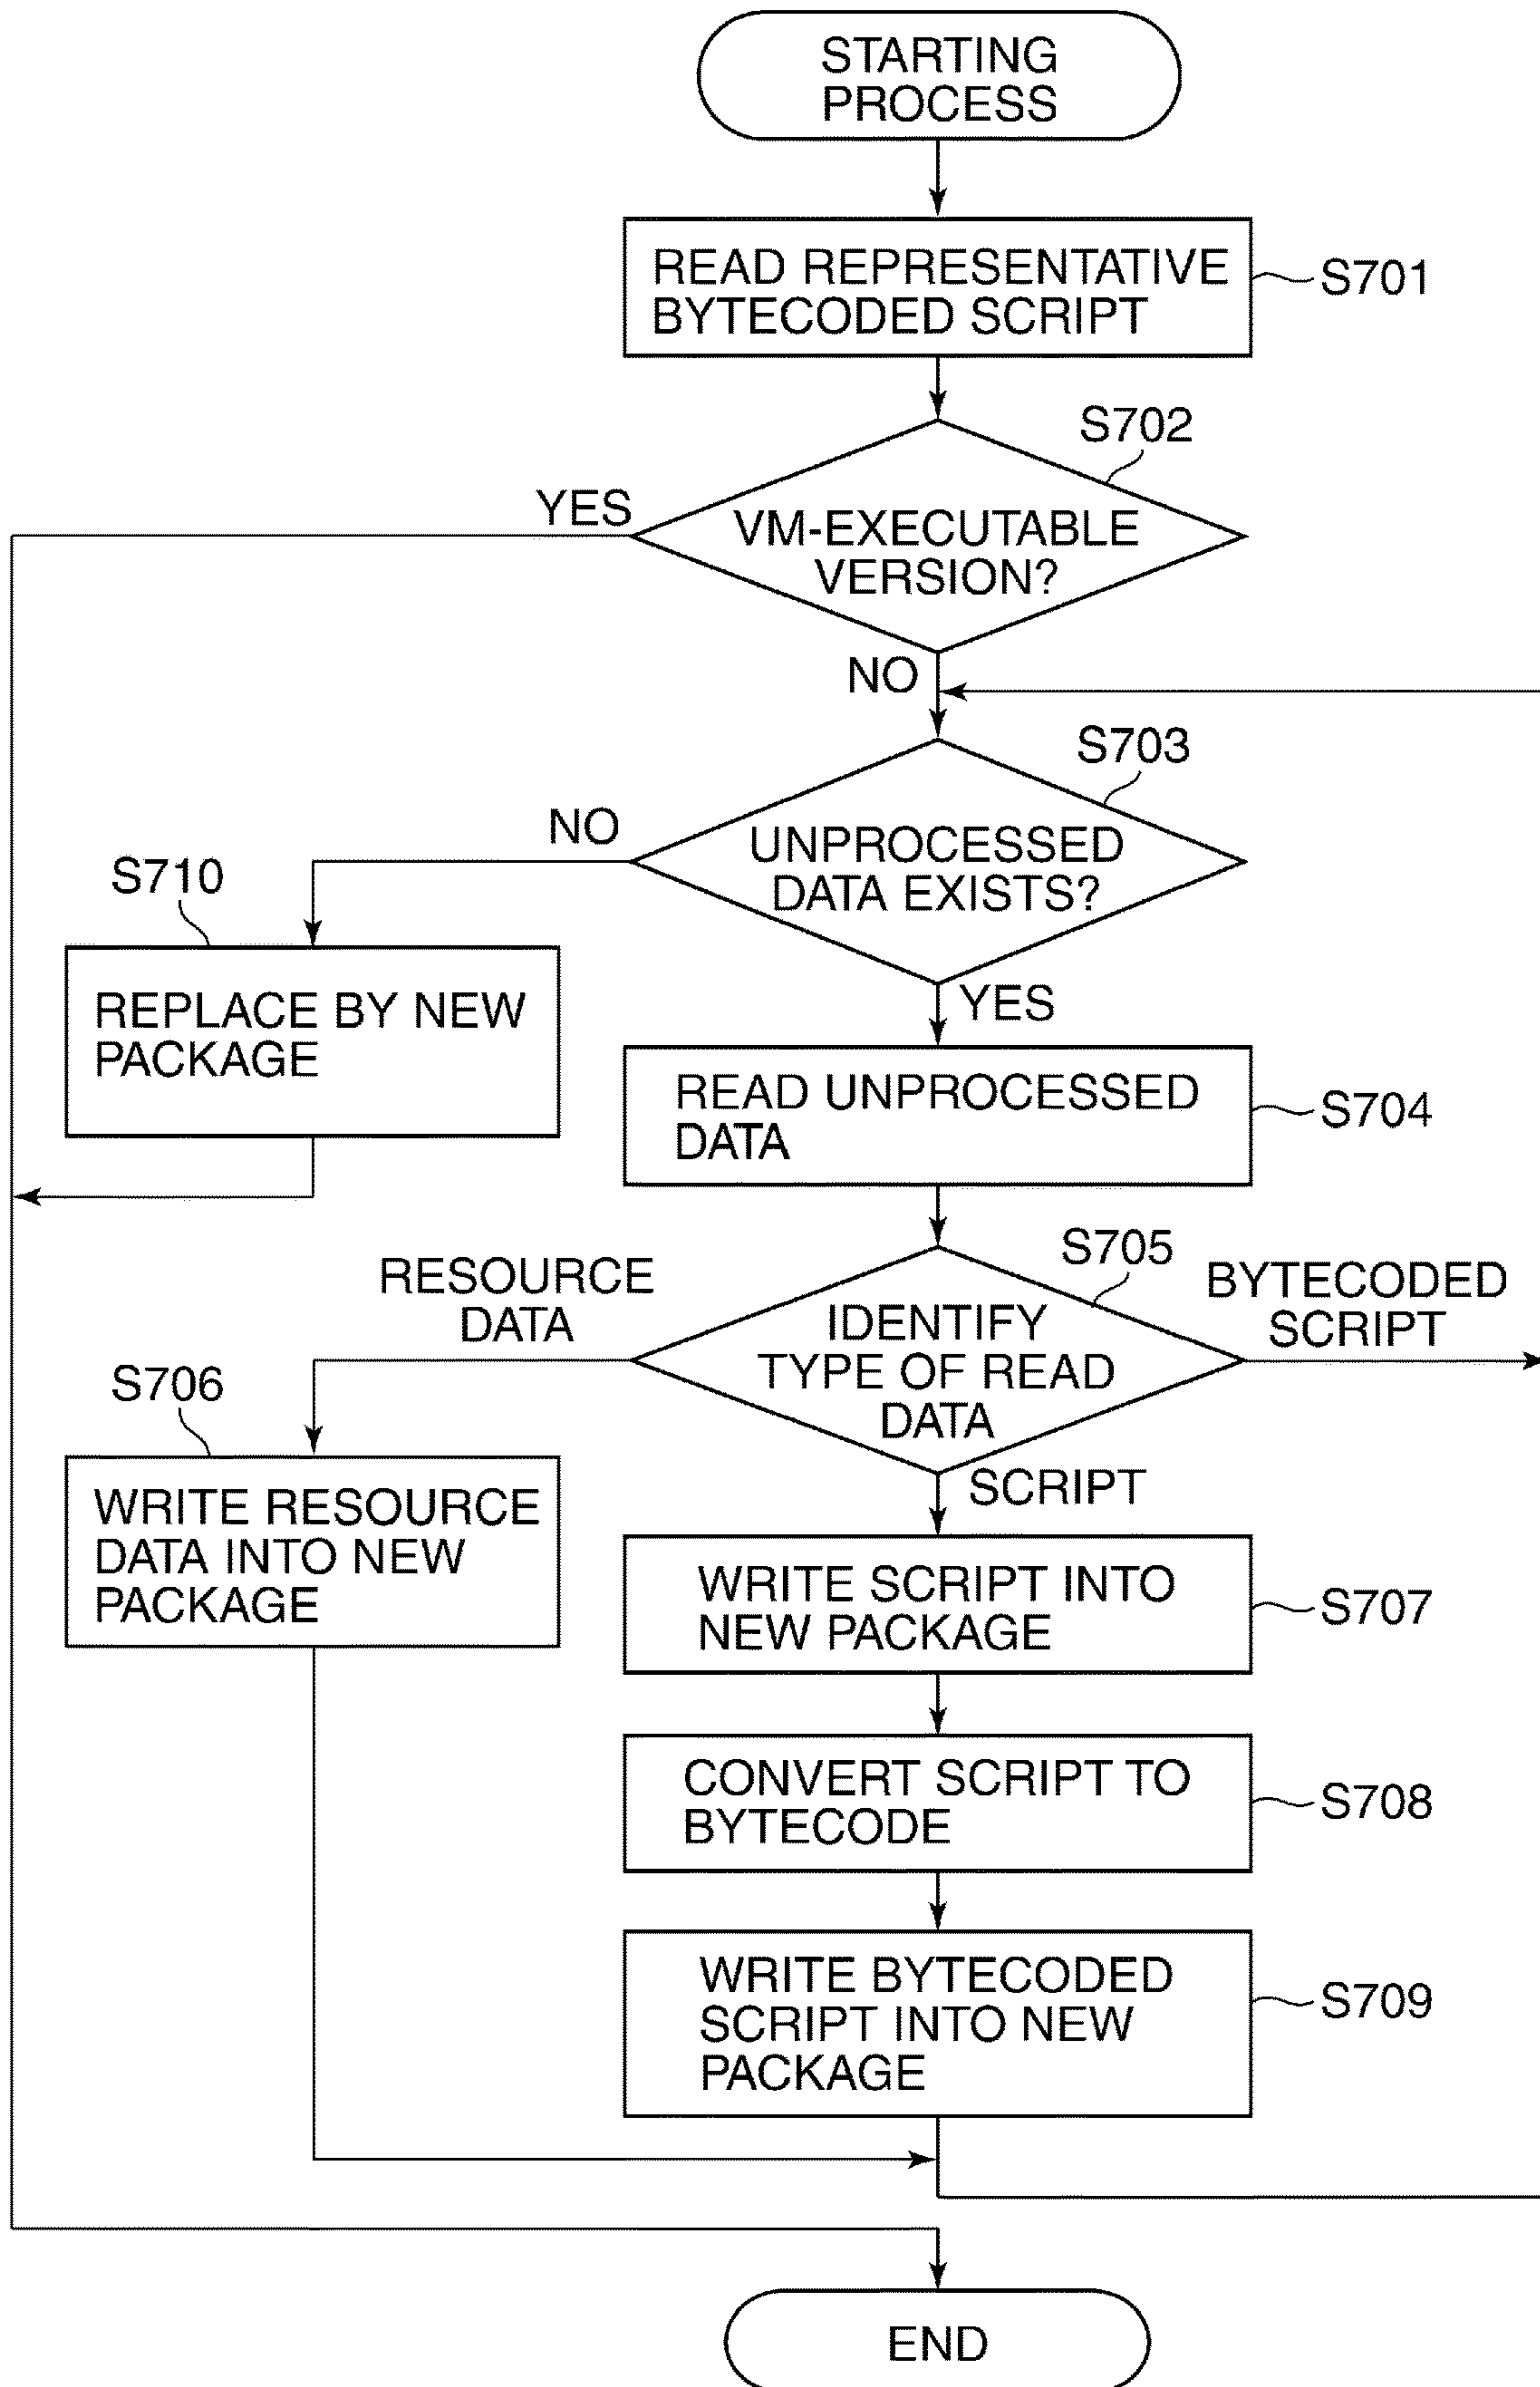 STARTING
PROCESS
READ REPRESENTATIVE
BYTECODED SCRIPT
S701
S702
YES
VM-EXECUTABLE
VERSION?
NO
S703
NO
UNPROCESSED
DATA EXISTS?
S710
YES
REPLACE BY NEW
PACKAGE
READ UNPROCESSED
DATA
S704
S705
RESOURCE
DATA
BYTECODED
SCRIPT
IDENTIFY
TYPE OF READ
DATA
S706
SCRIPT
WRITE RESOURCE
DATA INTO NEW
PACKAGE
WRITE SCRIPT INTO
NEW PACKAGE
S707
CONVERT SCRIPT TO
BYTECODE
S708
WRITE BYTECODED
SCRIPT INTO NEW
PACKAGE
S709
END